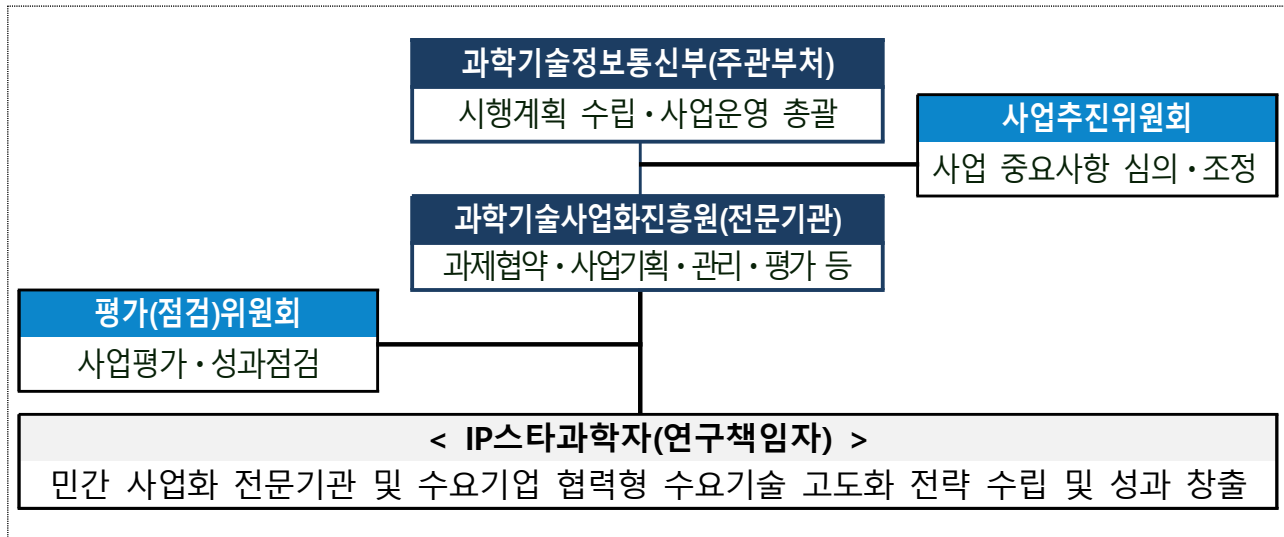 과학기술정보통신부(주관부처)
시행계획 수립・사업운영 총괄
사업추진위원회
사업 중요사항 심의・조정
과학기술사업화진흥원(전문기관)
과제협약・사업기획・관리・평가 등
평가(점검)위원회
사업평가・성과점검
< IP스타과학자(연구책임자) >
민간 사업화 전문기관 및 수요기업 협력형 수요기술 고도화 전략 수립 및 성과 창출